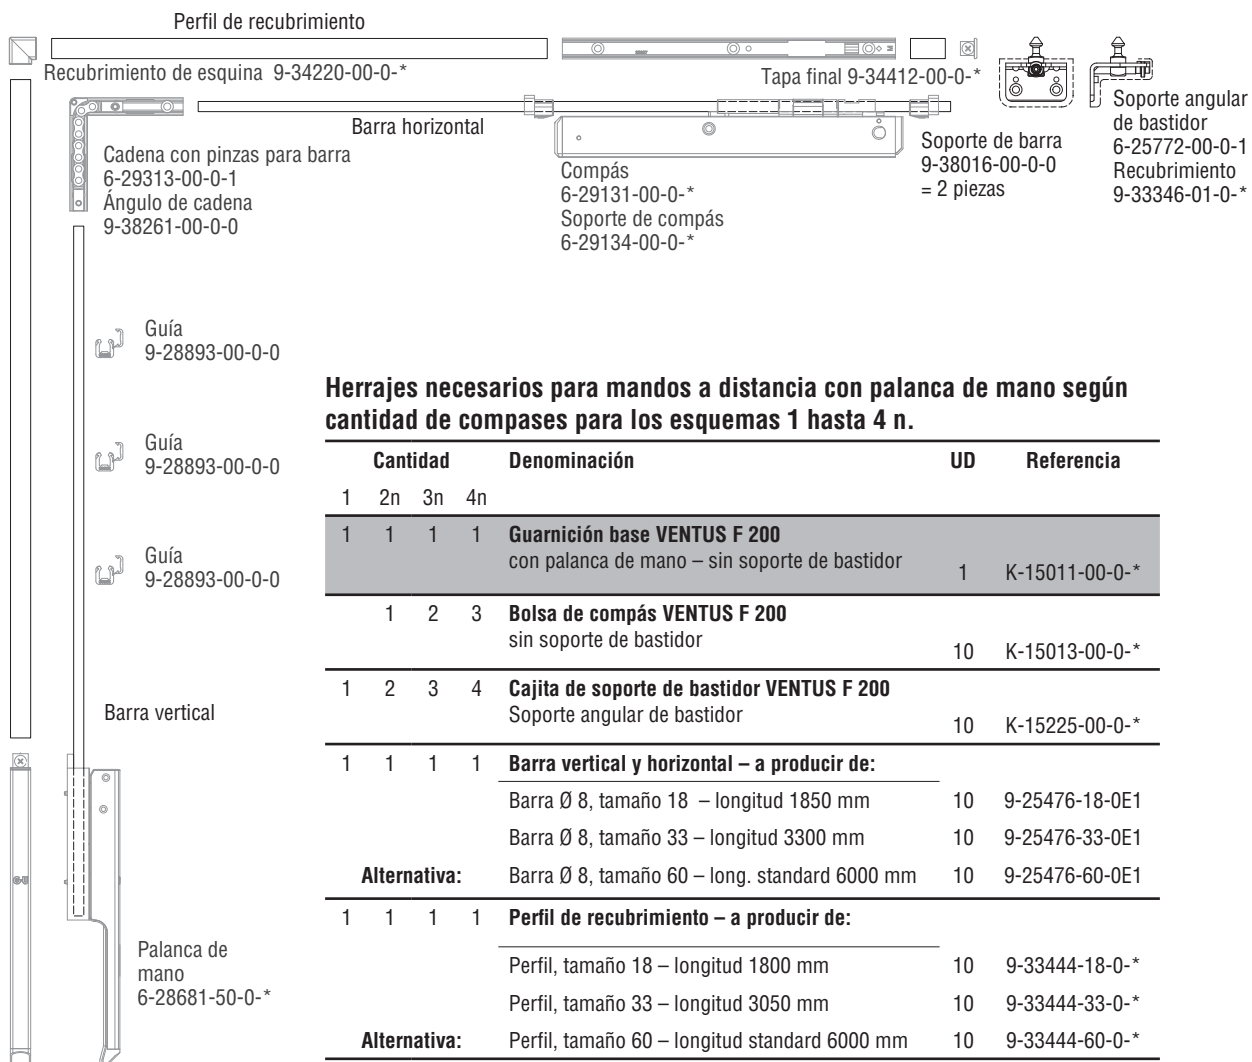 Perfil de recubrimiento
Recubrimiento de esquina 9-34220-00-0-*
Tapa final 9-34412-00-0-*
Barra horizontal
Cadena con pinzas para barra
6-29313-00-0-1
Ángulo de cadena
9-38261-00-0-0
Compás
6-29131-00-0-*
Soporte de compás
6-29134-00-0-*
Soporte de barra
9-38016-00-0-0
= 2 piezas
Soporte angular
de bastidor
6-25772-00-0-1
Recubrimiento
9-33346-01-0-*
Guía
9-28893-00-0-0
Guía
9-28893-00-0-0
Guía
9-28893-00-0-0
Barra vertical
Palanca de
mano
6-28681-50-0-*
Herrajes necesarios para mandos a distancia con palanca de mano según
cantidad de compases para los esquemas 1 hasta 4 n.
Cantidad Denominación UD Referencia
1 2n 3n 4n
1 1 1 1 Guarnición base VENTUS F 200
con palanca de mano – sin soporte de bastidor 1 K-15011-00-0-*
1 2 3 Bolsa de compás VENTUS F 200
sin soporte de bastidor 10 K-15013-00-0-*
1 2 3 4 Cajita de soporte de bastidor VENTUS F 200
Soporte angular de bastidor 10 K-15225-00-0-*
1 1 1 1 Barra vertical y horizontal – a producir de:
Barra Ø 8, tamaño 18 – longitud 1850 mm 10 9-25476-18-0E1
Barra Ø 8, tamaño 33 – longitud 3300 mm 10 9-25476-33-0E1
Alternativa: Barra Ø 8, tamaño 60 – long. standard 6000 mm 10 9-25476-60-0E1
1 1 1 1 Perfil de recubrimiento – a producir de:
Perfil, tamaño 18 – longitud 1800 mm 10 9-33444-18-0-*
Perfil, tamaño 33 – longitud 3050 mm 10 9-33444-33-0-*
Alternativa: Perfil, tamaño 60 – longitud standard 6000 mm 10 9-33444-60-0-*